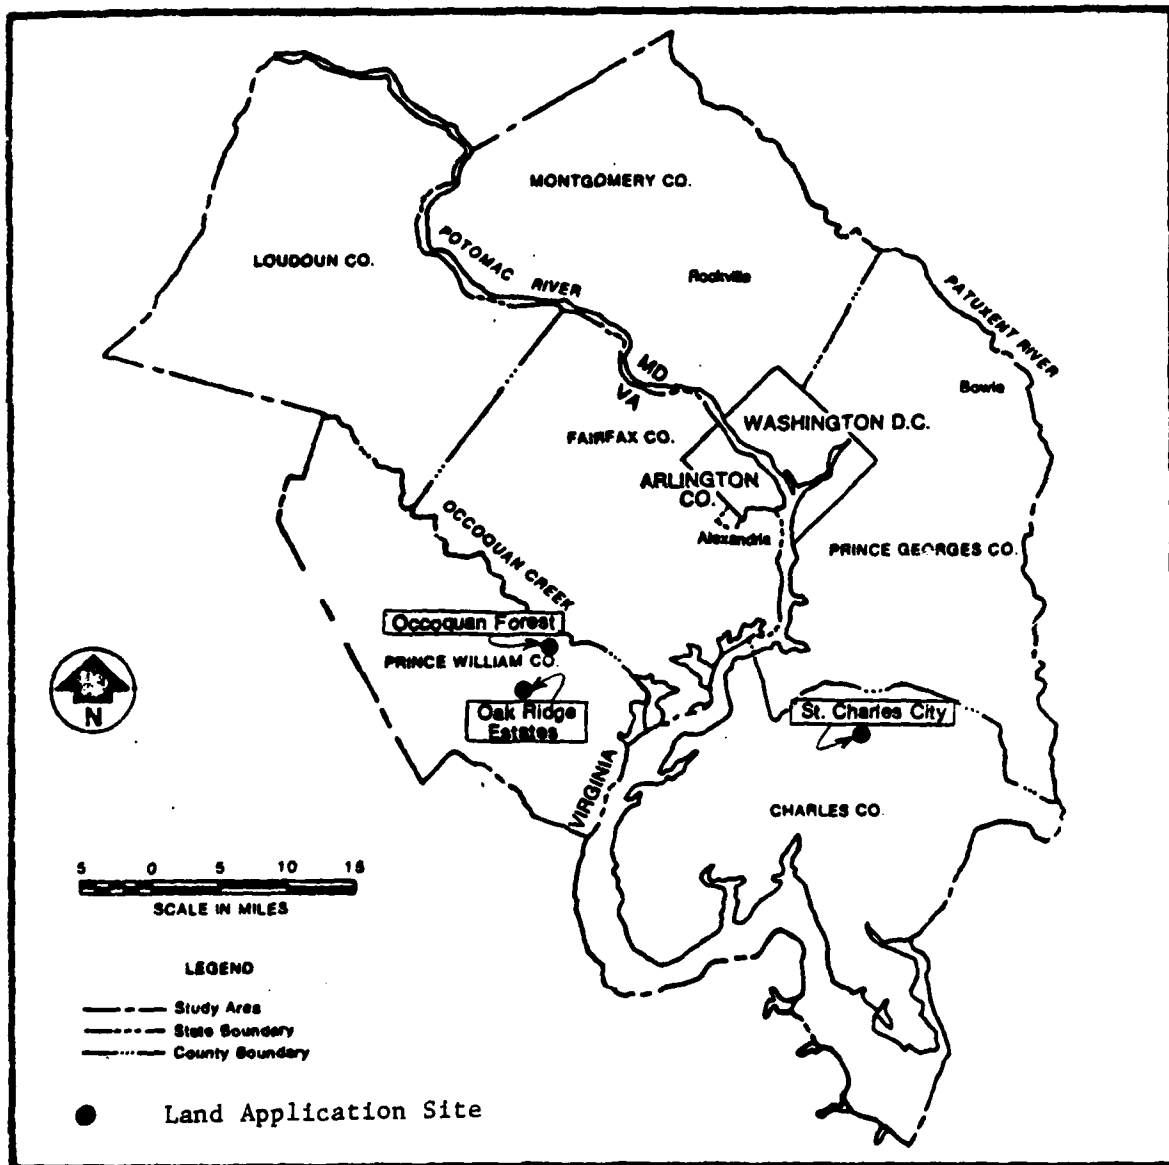 MONTGOMERY CO.
LOUDOUN CO.
POTOMAC RIVER
Rockville
PATUXENT RIVER
MD
VA
Bowie
WASHINGTON D.C.
FAIRFAX CO.
ARLINGTON
CO.
Alexandria
OCCOQUAN CREEK
PRINCE GEORGES CO.
Occoquan Forest
PRINCE WILLIAM CO.
Oak Ridge
Estates
St. Charles City
N
VIRGINIA
CHARLES CO.
5 0 5 10 15
SCALE IN MILES
LEGEND
Study Area
State Boundary
County Boundary
Land Application Site